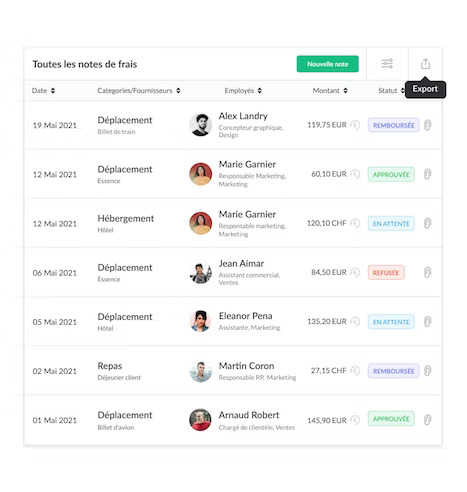 Toutes les notes de frais Nouvelle note
Date Categories/Fournisseurs Employés Montant Statut
Export
19 Mai 2021 Déplacement Alex Landry 119,75 EUR REMBOURSÉE
Billet de train Concepteur graphique,
Design
12 Mai 2021 Déplacement Marie Garnier 60,10 EUR APPROUVÉE
Essence Responsable Marketing,
Marketing
12 Mai 2021 Hébergement Marie Garnier 120,10 CHF EN ATTENTE
Hôtel Responsable marketing,
Marketing
06 Mai 2021 Déplacement Jean Aimar 84,50 EUR REFUSÉE
Essence Assistant commercial,
Ventes
05 Mai 2021 Déplacement Eleanor Pena 135,20 EUR EN ATTENTE
Hôtel Assistante, Marketing
02 Mai 2021 Repas Martin Coron 27,15 CHF REMBOURSÉE
Déjeuner client Responsable RP, Marketing
01 Mai 2021 Déplacement Arnaud Robert 145,90 EUR APPROUVÉE
Billet d'avion Chargé de clientèle, Ventes